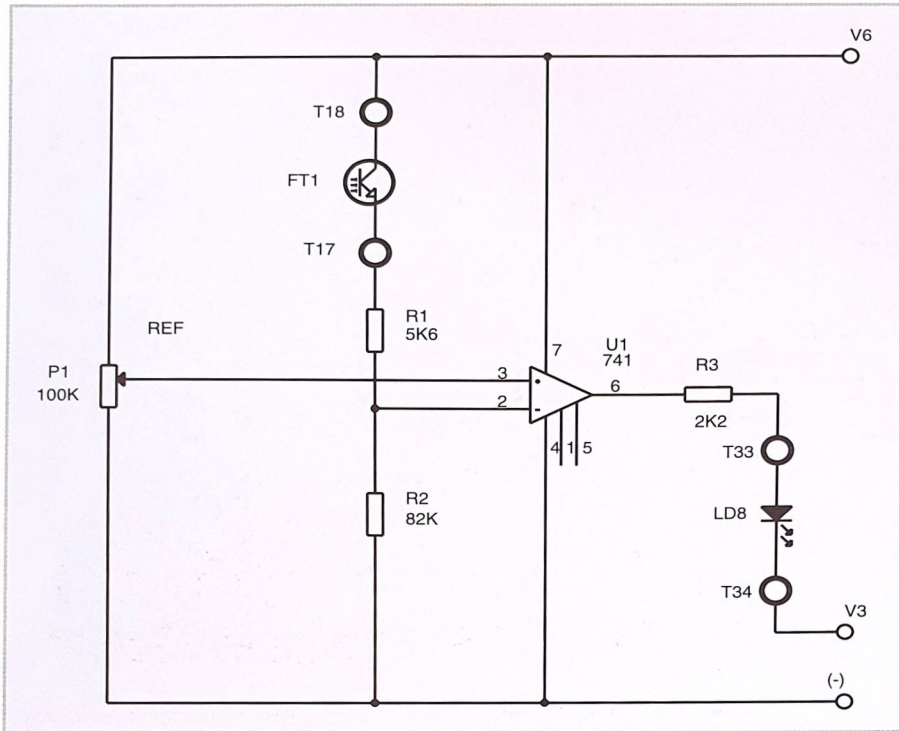 V6
T18
FT1
T17
REF
R1
5K6
P1
100K
7
U1
741
3
6
R3
2
2K2
4 1 5
T33
R2
82K
LD8
T34
V3
(-)